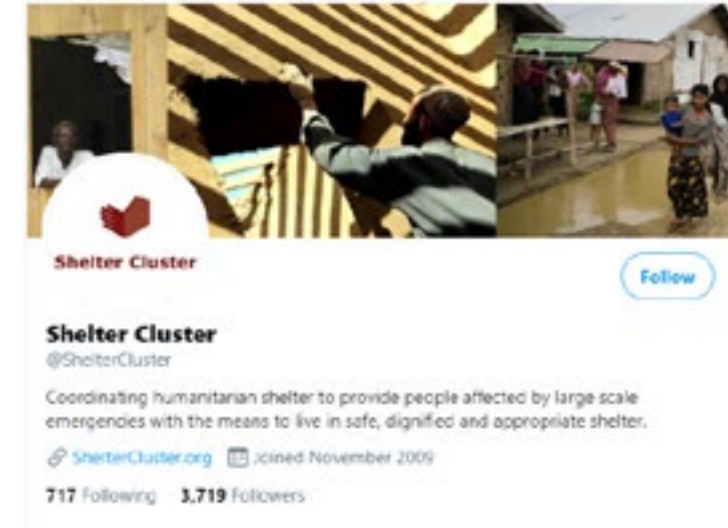 Shelter Cluster
Follow
Shelter Cluster
@ShelterCluster
Coordinating humanitarian shelter to provide people affected by large scale
emergencies with the means to live in safe, dignified and appropriate shelter.
ShelterCluster.org Joined November 2009
717 Following 3,719 Followers